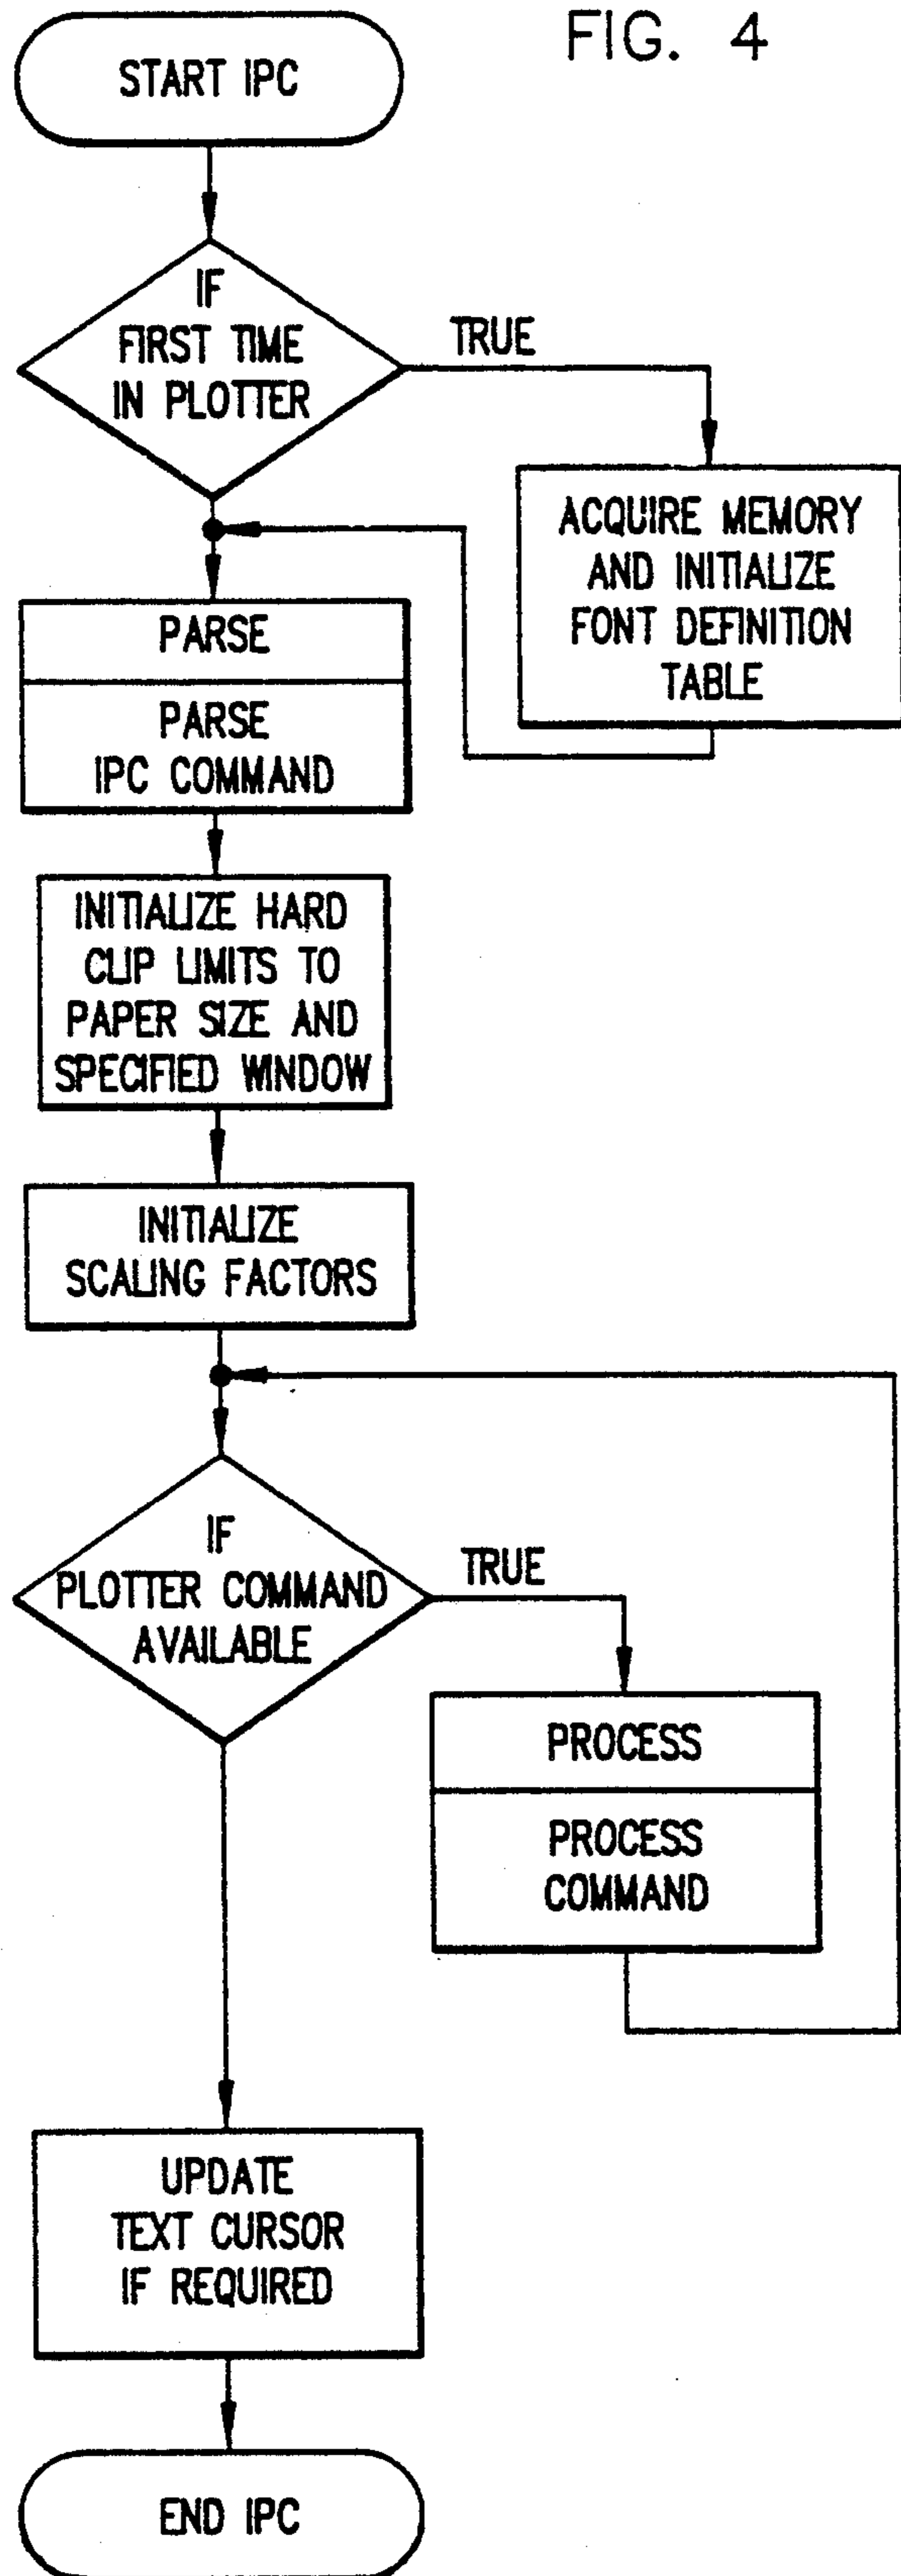 FIG. 4
START IPC
IF
FIRST TIME
IN PLOTTER
TRUE
ACQUIRE MEMORY
AND INITIALIZE
FONT DEFINITION
TABLE
PARSE
PARSE
IPC COMMAND
INITIALIZE HARD
CLIP LIMITS TO
PAPER SIZE AND
SPECIFIED WINDOW
INITIALIZE
SCALING FACTORS
IF
PLOTTER COMMAND
AVAILABLE
TRUE
PROCESS
PROCESS
COMMAND
UPDATE
TEXT CURSOR
IF REQUIRED
END IPC